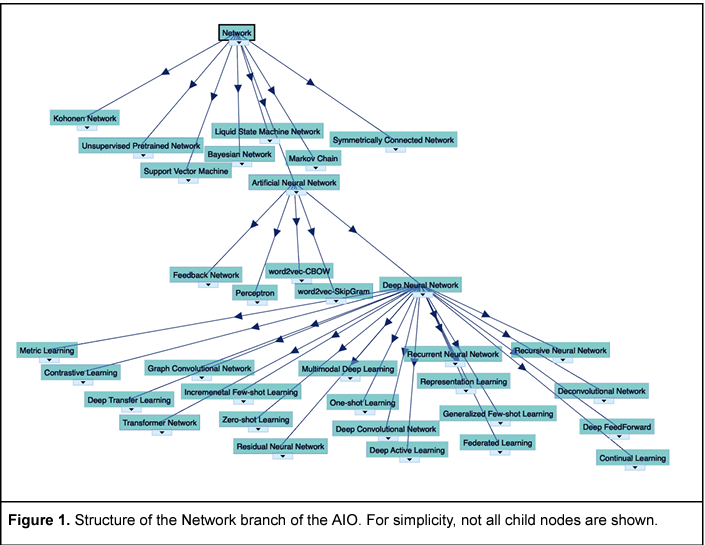 Network
Kohonen Network
Liquid State Machine Network
Symmetrically Connected Network
Unsupervised Pretrained Network
Bayesian Network
Markov Chain
Support Vector Machine
Artificial Neural Network
Feedback Network
word2vec-CBOW
Perceptron
word2vec-SkipGram
Deep Neural Network
Metric Learning
Recurrent Neural Network
Recursive Neural Network
Contrastive Learning
Graph Convolutional Network
Multimodal Deep Learning
Representation Learning
Deep Transfer Learning
Incremenetal Few-shot Learning
Deconvolutional Network
One-shot Learning
Transformer Network
Zero-shot Learning
Generalized Few-shot Learning
Deep Convolutional Network
Deep FeedForward
Residual Neural Network
Deep Active Learning
Federated Learning
Continual Learning
Figure 1. Structure of the Network branch of the AIO. For simplicity, not all child nodes are shown.